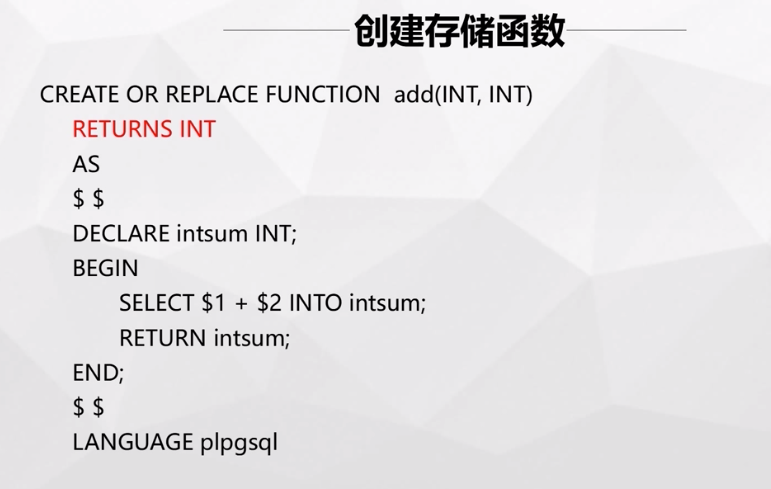 创建存储函数
CREATE OR REPLACE FUNCTION add(INT, INT)
RETURNS INT
AS
$ $
DECLARE intsum INT;
BEGIN
SELECT $1 + $2 INTO intsum;
RETURN intsum;
END;
$ $
LANGUAGE plpgsql